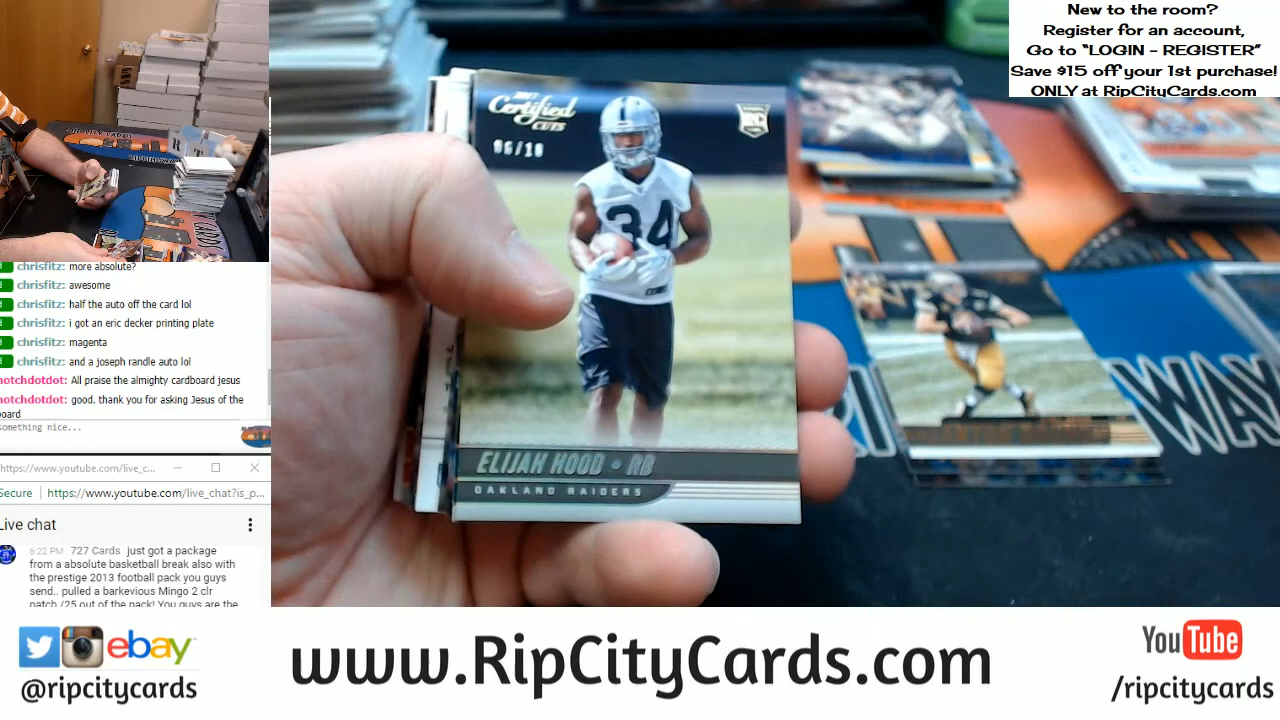 New to the room?
Register for an account,
Go to “LOGIN – REGISTER”
Save $15 off your 1st purchase!
ONLY at RipCityCards.com
2017
Certified
CUTS
34
ELIJAH HOOD • RB
OAKLAND RAIDERS
WAY
CARDS
chrisfitz: more absolute?
chrisfitz: awesome
chrisfitz: half the auto off the card lol
chrisfitz: i got an eric decker printing plate
chrisfitz: magenta
chrisfitz: and a joseph randle auto lol
notchdotdot: All praise the almighty cardboard jesus
notchdotdot: good. thank you for asking Jesus of the
board
something nice...
https://www.youtube.com/live_c...
Secure https://www.youtube.com/live_chat?is_p...
Live chat
6:22 PM 727 Cards just got a package
from a absolute basketball break also with
the prestige 2013 football pack you guys
send.. pulled a barkevious Mingo 2 clr
patch /25 out of the pack! You guys are the
ebay
@ripcitycards
www.RipCityCards.com
YouTube
/ripcitycards